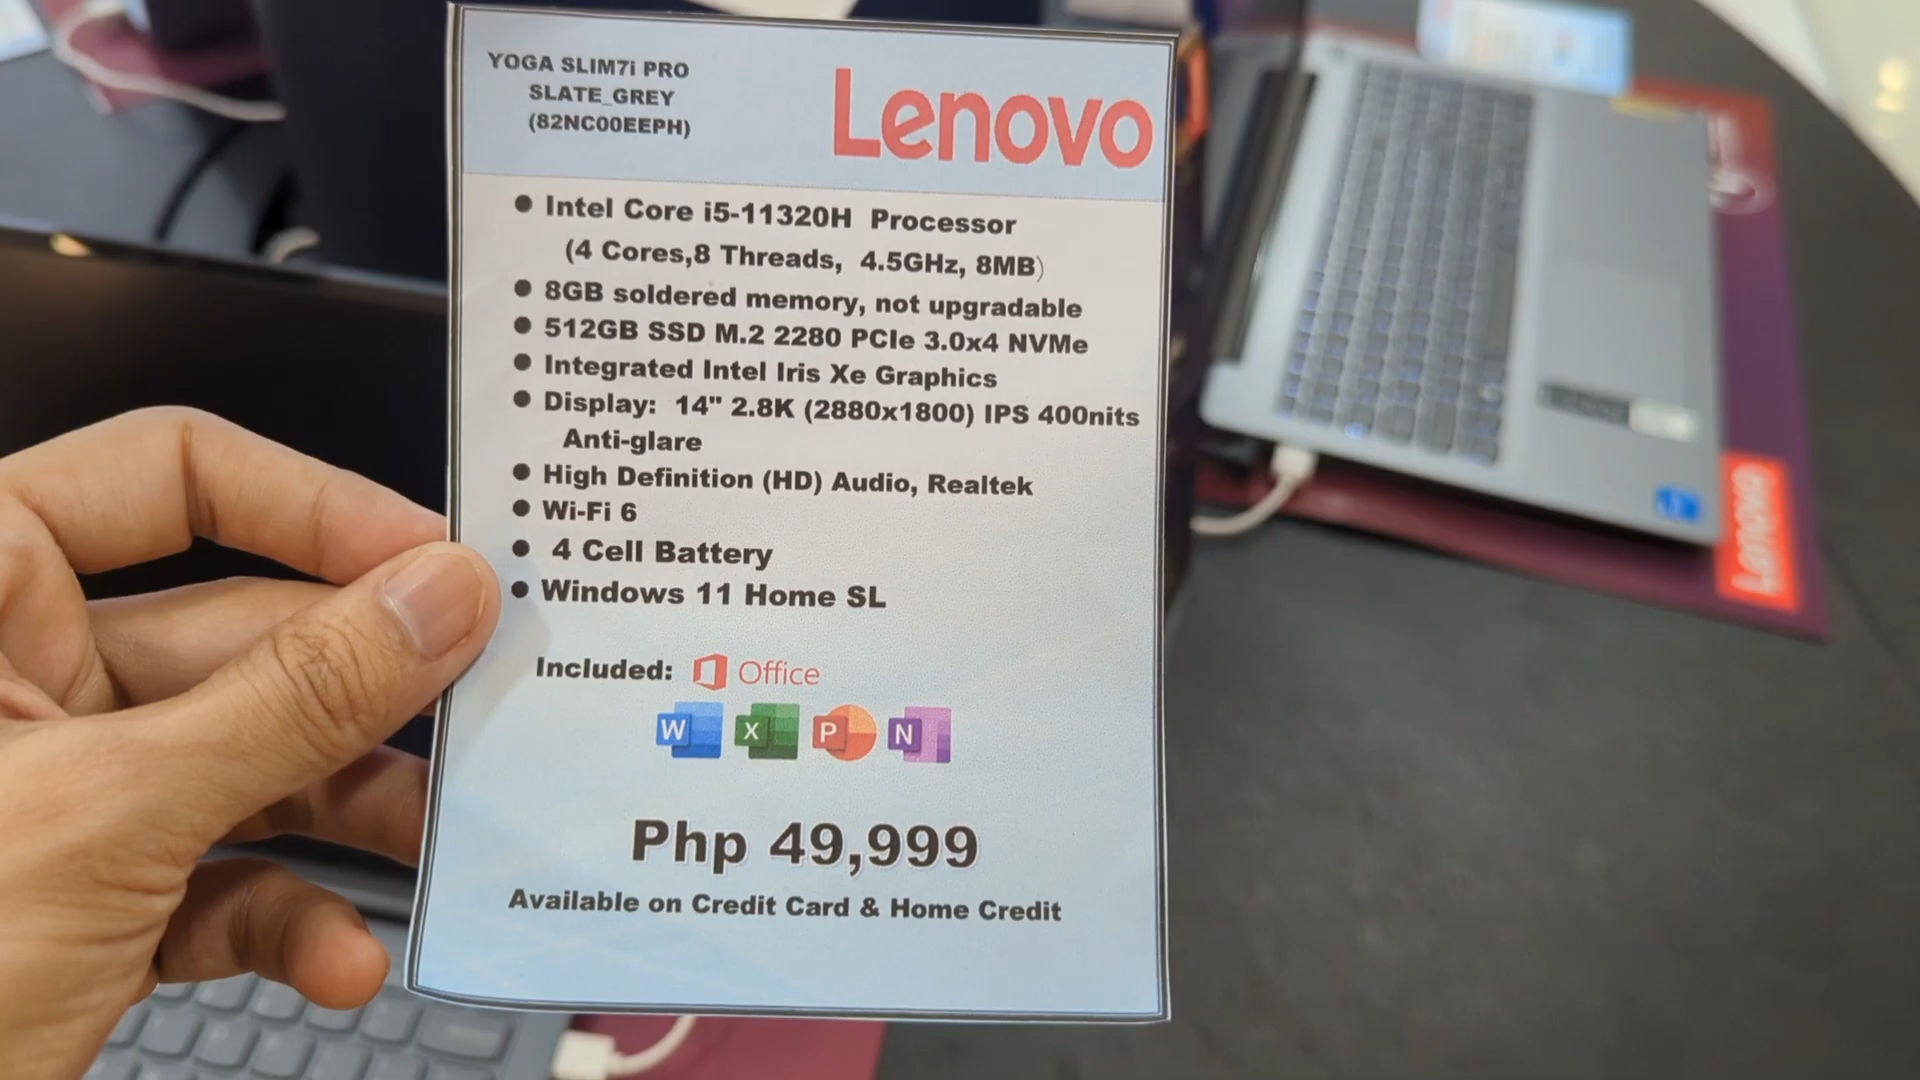 YOGA SLIM7i PRO
SLATE_GREY
(82NC00EEPH)
Lenovo
Intel Core i5-11320H Processor
(4 Cores,8 Threads, 4.5GHz, 8MB)
8GB soldered memory, not upgradable
512GB SSD M.2 2280 PCIe 3.0x4 NVMe
Integrated Intel Iris Xe Graphics
Display: 14" 2.8K (2880x1800) IPS 400nits
Anti-glare
High Definition (HD) Audio, Realtek
Wi-Fi 6
4 Cell Battery
Windows 11 Home SL
Included: Office
W X P N
Php 49,999
Available on Credit Card & Home Credit
Lenovo